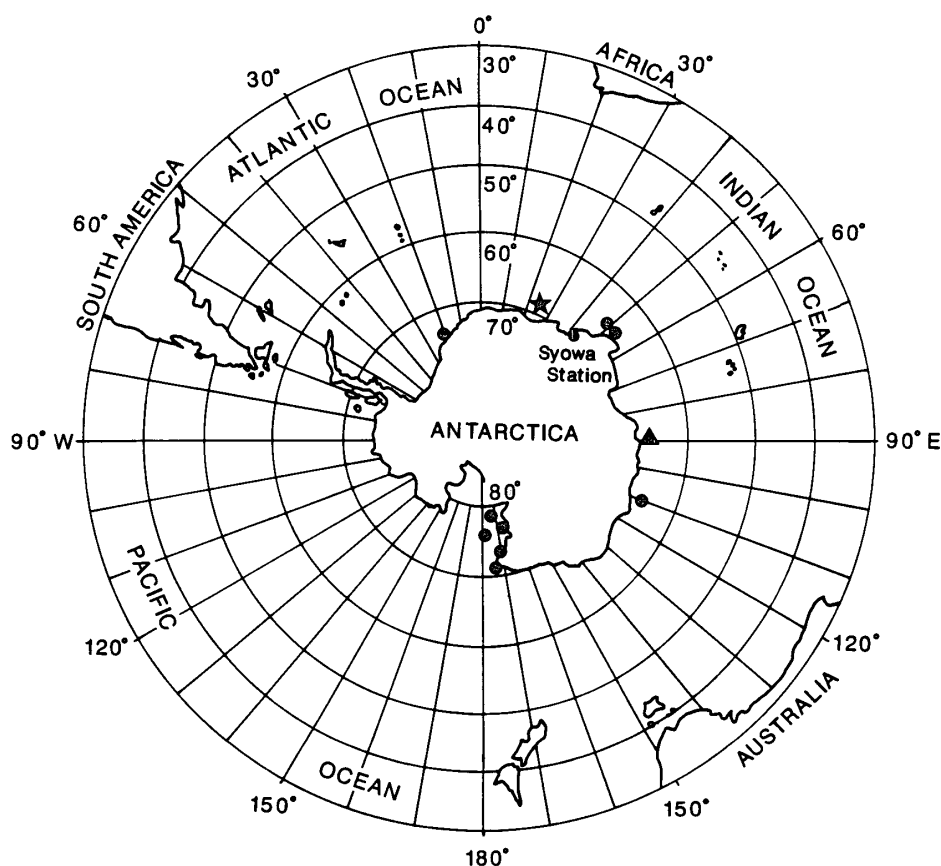 0°
30°
AFRICA
30°
30°
OCEAN
ATLANTIC
40°
50°
INDIAN
SOUTH AMERICA
60°
60°
60°
OCEAN
70°
Syowa
Station
90° W
ANTARCTICA
90° E
80°
PACIFIC
120°
120°
AUSTRALIA
OCEAN
150°
150°
180°